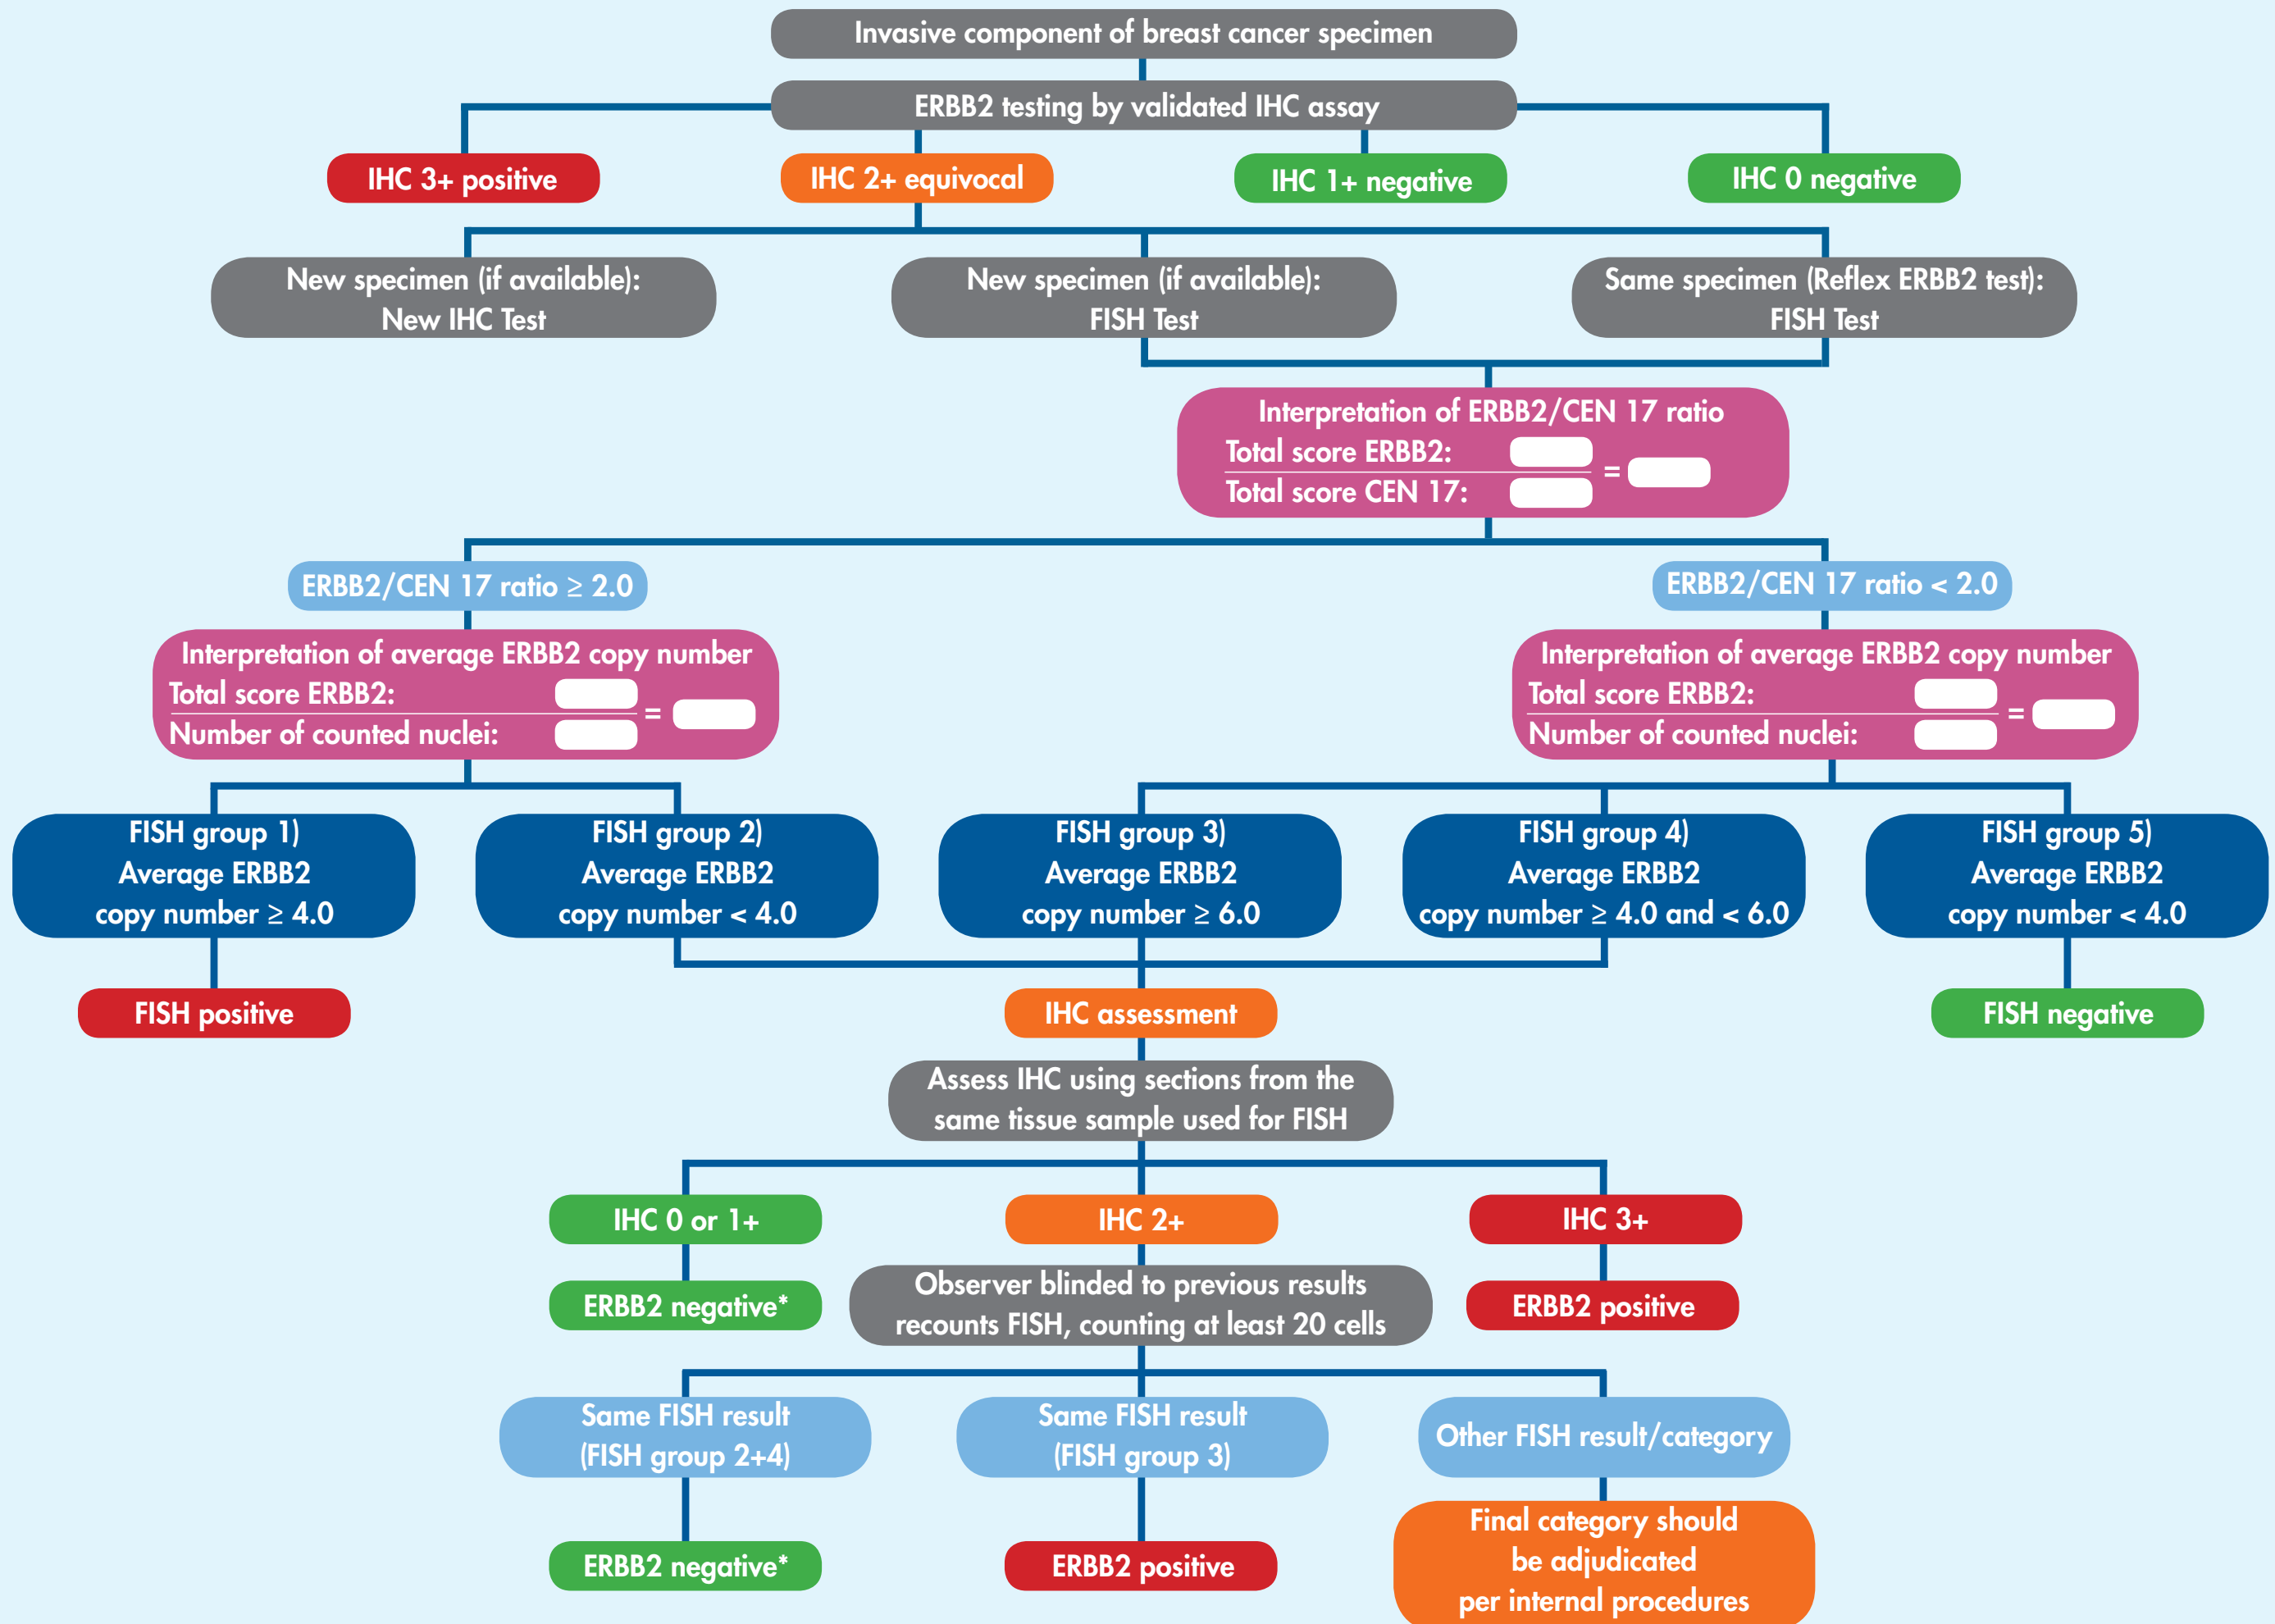 Invasive component of breast cancer specimen
ERBB2 testing by validated IHC assay
IHC 3+ positive
IHC 2+ equivocal
IHC 1+ negative
IHC 0 negative
New specimen (if available):
New IHC Test
New specimen (if available):
FISH Test
Same specimen (Reflex ERBB2 test):
FISH Test
Interpretation of ERBB2/CEN 17 ratio
Total score ERBB2:
=
Total score CEN 17:
ERBB2/CEN 17 ratio ≥ 2.0
ERBB2/CEN 17 ratio < 2.0
Interpretation of average ERBB2 copy number
Total score ERBB2:
=
Number of counted nuclei:
Interpretation of average ERBB2 copy number
Total score ERBB2:
=
Number of counted nuclei:
FISH group 1)
Average ERBB2
copy number ≥ 4.0
FISH group 2)
Average ERBB2
copy number < 4.0
FISH group 3)
Average ERBB2
copy number ≥ 6.0
FISH group 4)
Average ERBB2
copy number ≥ 4.0 and < 6.0
FISH group 5)
Average ERBB2
copy number < 4.0
FISH positive
IHC assessment
FISH negative
Assess IHC using sections from the
same tissue sample used for FISH
IHC 0 or 1+
IHC 2+
IHC 3+
ERBB2 negative*
Observer blinded to previous results
recounts FISH, counting at least 20 cells
ERBB2 positive
Same FISH result
(FISH group 2+4)
Same FISH result
(FISH group 3)
Other FISH result/category
ERBB2 negative*
ERBB2 positive
Final category should
be adjudicated
per internal procedures